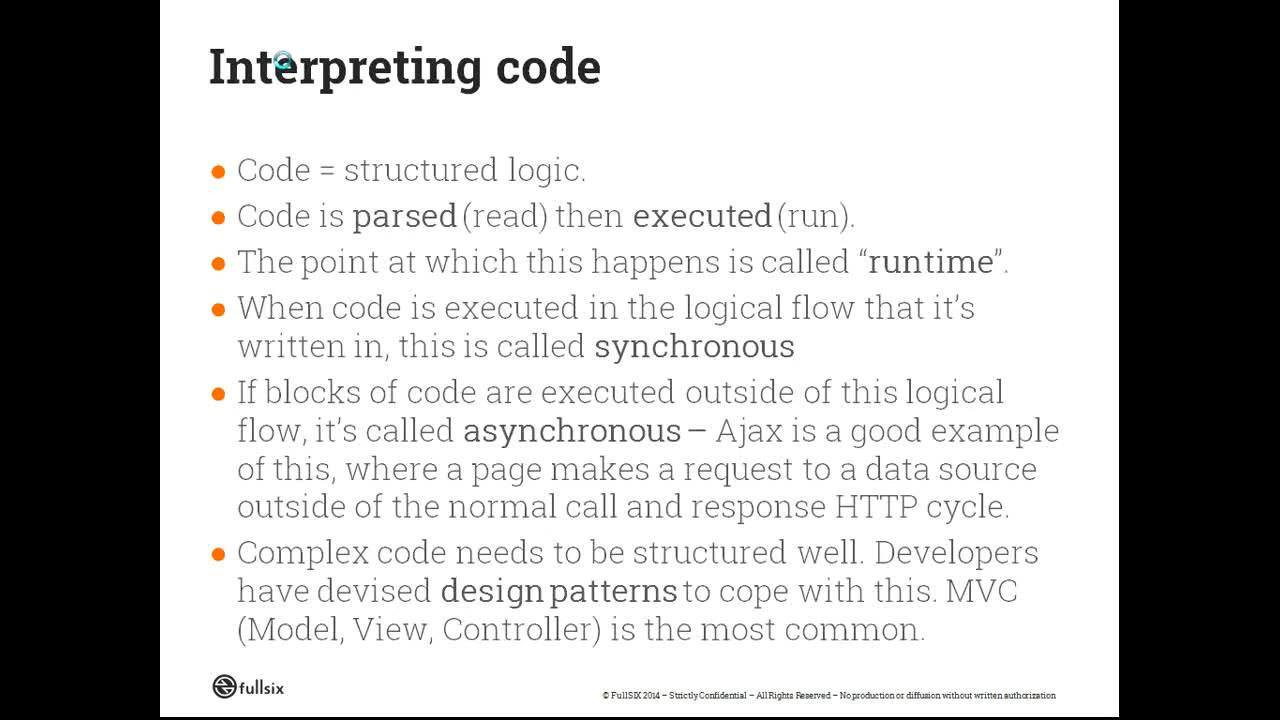 Interpreting code
● Code = structured logic.
● Code is parsed (read) then executed (run).
● The point at which this happens is called “runtime”.
● When code is executed in the logical flow that it’s
written in, this is called synchronous
● If blocks of code are executed outside of this logical
flow, it’s called asynchronous – Ajax is a good example
of this, where a page makes a request to a data source
outside of the normal call and response HTTP cycle.
● Complex code needs to be structured well. Developers
have devised design patterns to cope with this. MVC
(Model, View, Controller) is the most common.
fullsix
© FullSIX 2014 – Strictly Confidential – All Rights Reserved – No production or diffusion without written authorization